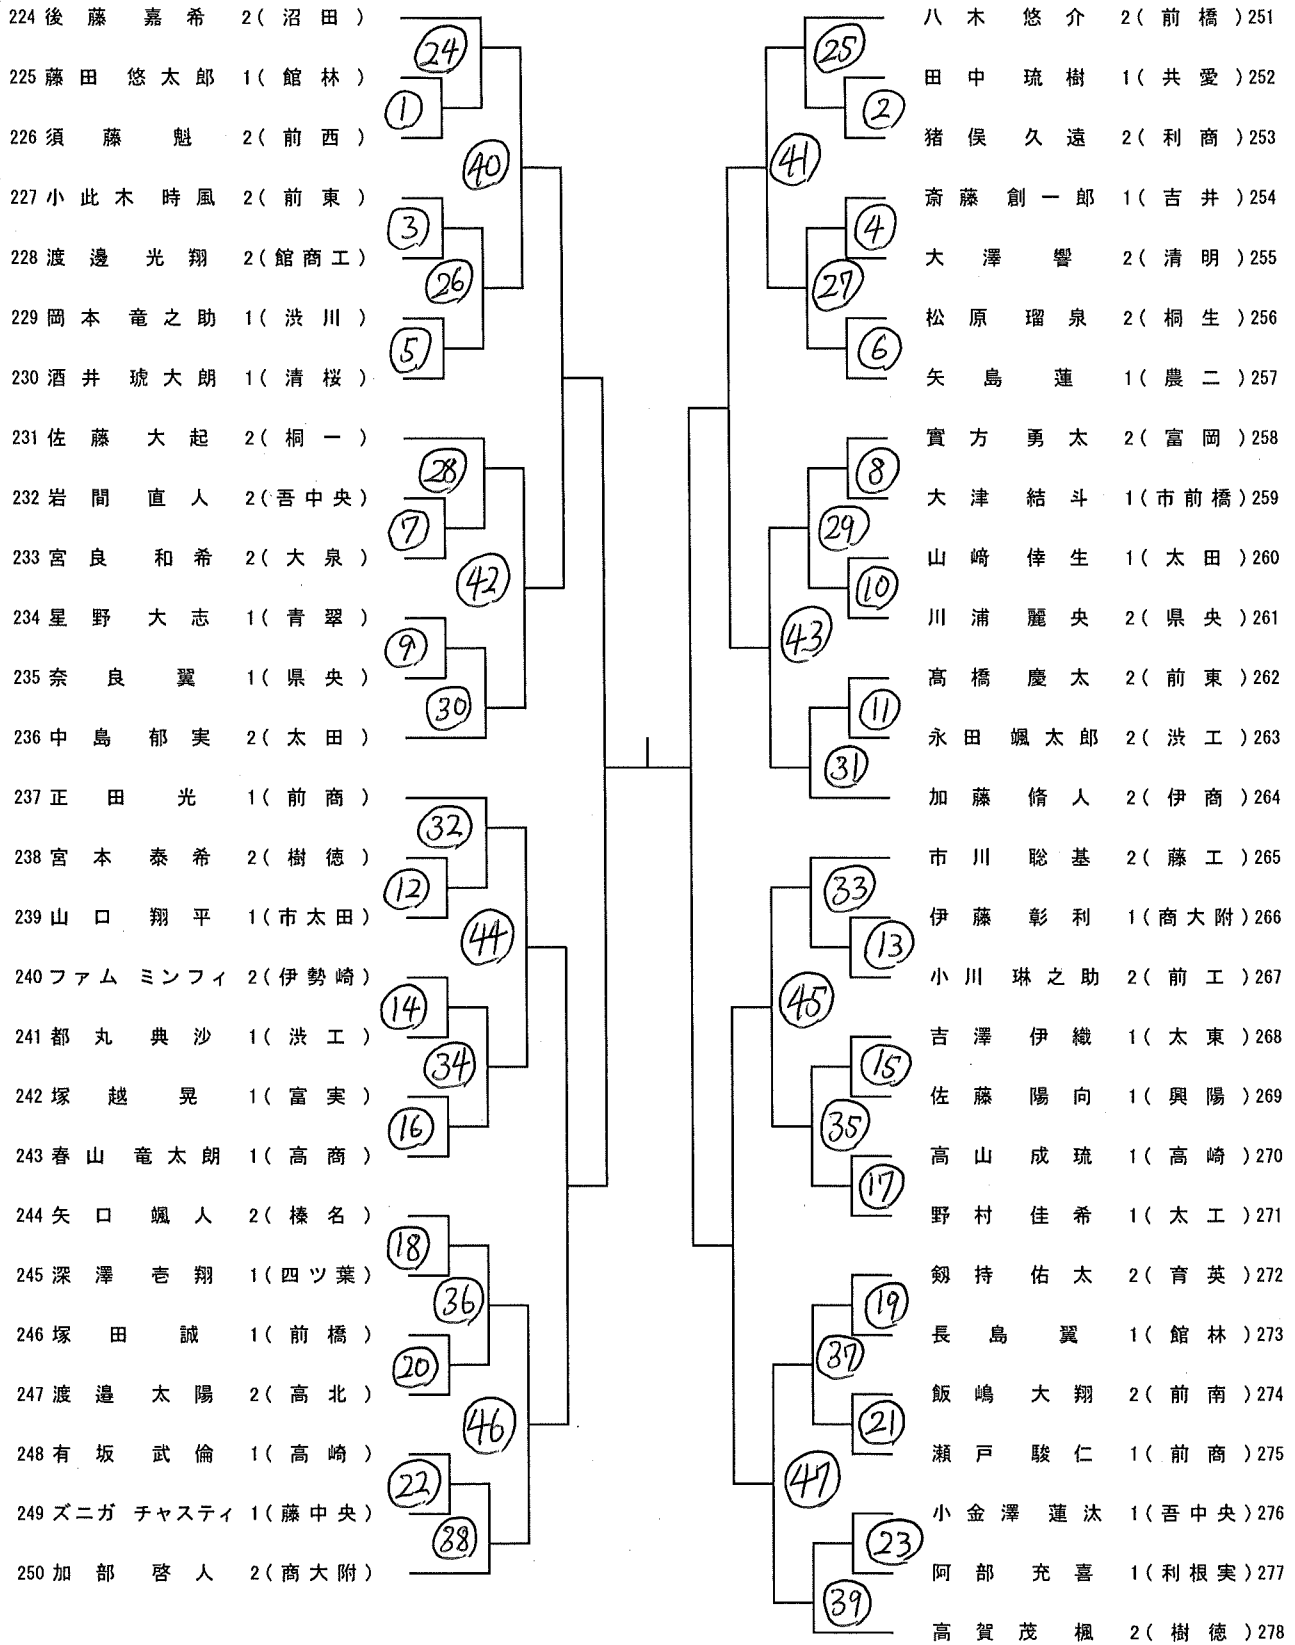 224 後藤 嘉希 2(沼田)
24
225 藤田 悠太郎 1(館林)
1
226 須藤 魁 2(前西)
40
227 小此木 時風 2(前東)
3
228 渡邊 光翔 2(館商工)
26
229 岡本 竜之助 1(渋川)
5
230 酒井 琥大朗 1(清桜)
231 佐藤 大起 2(桐一)
28
232 岩間 直人 2(吾中央)
7
233 宮良 和希 2(大泉)
42
234 星野 大志 1(青翠)
9
235 奈良 翼 1(県央)
30
236 中島 郁実 2(太田)
237 正田 光 1(前商)
32
238 宮本 泰希 2(樹徳)
12
239 山口 翔平 1(市太田)
44
240 ファム ミンフィ 2(伊勢崎)
14
241 都丸 典沙 1(渋工)
34
242 塚越 晃 1(富実)
16
243 春山 竜太朗 1(高商)
244 矢口 颯人 2(榛名)
18
245 深澤 壱翔 1(四ツ葉)
36
246 塚田 誠 1(前橋)
20
247 渡邉 太陽 2(高北)
46
248 有坂 武倫 1(高崎)
22
249 ズニガ チャスティ 1(藤中央)
38
250 加部 啓人 2(商大附)
八木 悠介 2(前橋)251
25
田中 琉樹 1(共愛)252
2
猪俣 久遠 2(利商)253
41
斎藤 創一郎 1(吉井)254
4
大澤 響 2(清明)255
27
松原 瑠泉 2(桐生)256
6
矢島 蓮 1(農二)257
實方 勇太 2(富岡)258
8
大津 結斗 1(市前橋)259
29
山﨑 倖生 1(太田)260
10
川浦 麗央 2(県央)261
43
髙橋 慶太 2(前東)262
11
永田 颯太郎 2(渋工)263
31
加藤 脩人 2(伊商)264
市川 聡基 2(藤工)265
33
伊藤 彰利 1(商大附)266
13
小川 琳之助 2(前工)267
45
吉澤 伊織 1(太東)268
15
佐藤 陽向 1(興陽)269
35
高山 成琉 1(高崎)270
17
野村 佳希 1(太工)271
剱持 佑太 2(育英)272
19
長島 翼 1(館林)273
37
飯嶋 大翔 2(前南)274
21
瀬戸 駿仁 1(前商)275
47
小金澤 蓮汰 1(吾中央)276
23
阿部 充喜 1(利根実)277
39
高賀茂 楓 2(樹徳)278